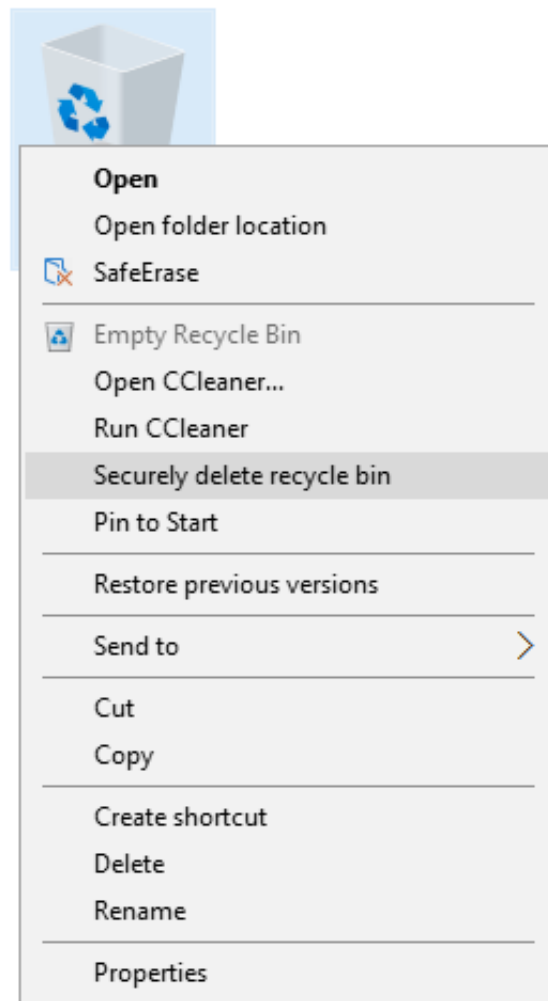 Open
Open folder location
SafeErase
Empty Recycle Bin
Open CCleaner...
Run CCleaner
Securely delete recycle bin
Pin to Start
Restore previous versions
Send to
Cut
Copy
Create shortcut
Delete
Rename
Properties